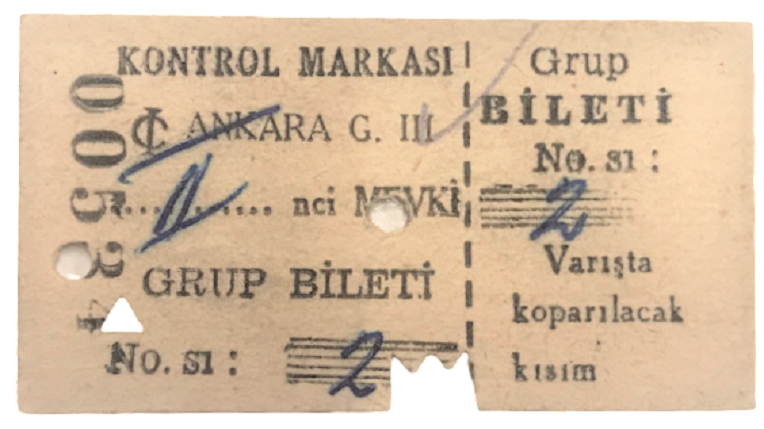 KONTROL MARKASI
ANKARA G. III
II
............ nci MEVKİ
GRUP BİLETİ
No. sı : 2
Grup
BİLETİ
No. sı :
2
Varışta
koparılacak
kısım